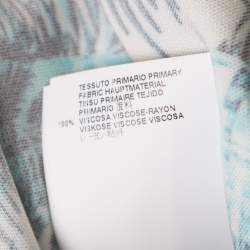 TESSUTO PRIMARIO PRIMARY
FABRIC HAUPTMATERIAL
TISSU PRIMAIRE TEJIDO
PRIMARIO
100% VISCOSA VISCOSE-RAYON
VISKOSE VISCOSE VISCOSA